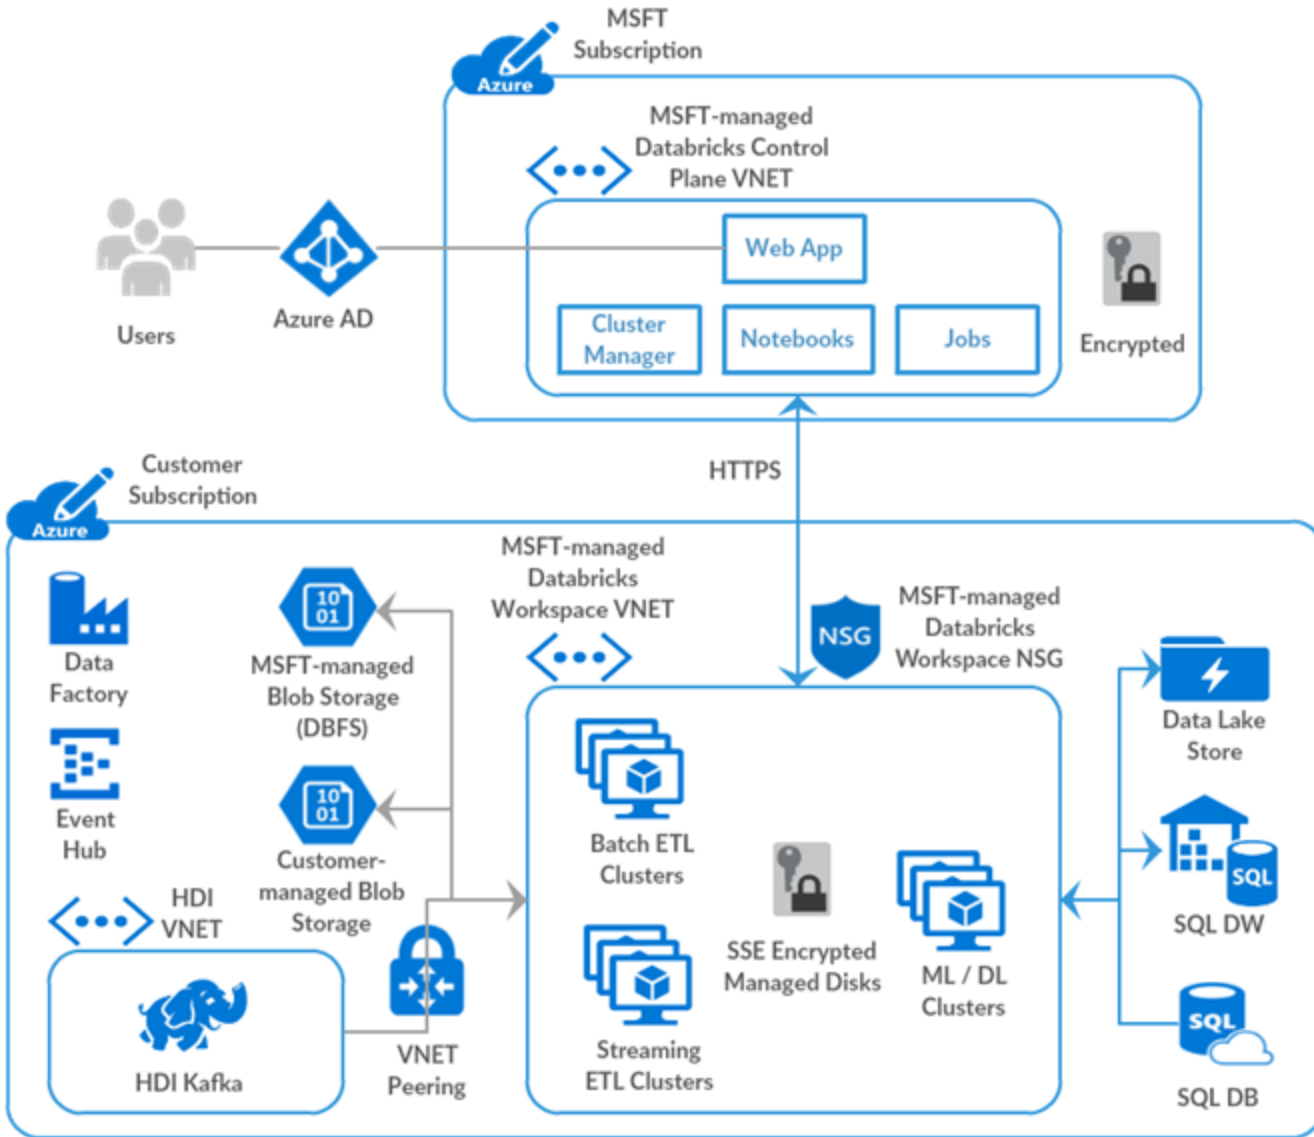 MSFT
Subscription
Azure
MSFT-managed
Databricks Control
Plane VNET
Web App
Users
Azure AD
Cluster
Manager
Notebooks
Jobs
Encrypted
HTTPS
Customer
Subscription
Azure
MSFT-managed
Databricks
Workspace VNET
NSG
MSFT-managed
Databricks
Workspace NSG
Data
Factory
10
01
MSFT-managed
Blob Storage
(DBFS)
Event
Hub
10
01
Customer-
managed Blob
Storage
HDI
VNET
HDI Kafka
VNET
Peering
Batch ETL
Clusters
Streaming
ETL Clusters
SSE Encrypted
Managed Disks
ML / DL
Clusters
Data Lake
Store
SQL
SQL DW
SQL
SQL DB